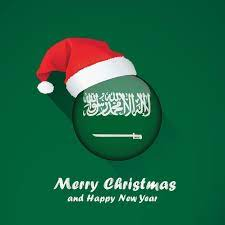 لا إله إلا الله محمد رسول الله
Merry Christmas
and Happy New Year